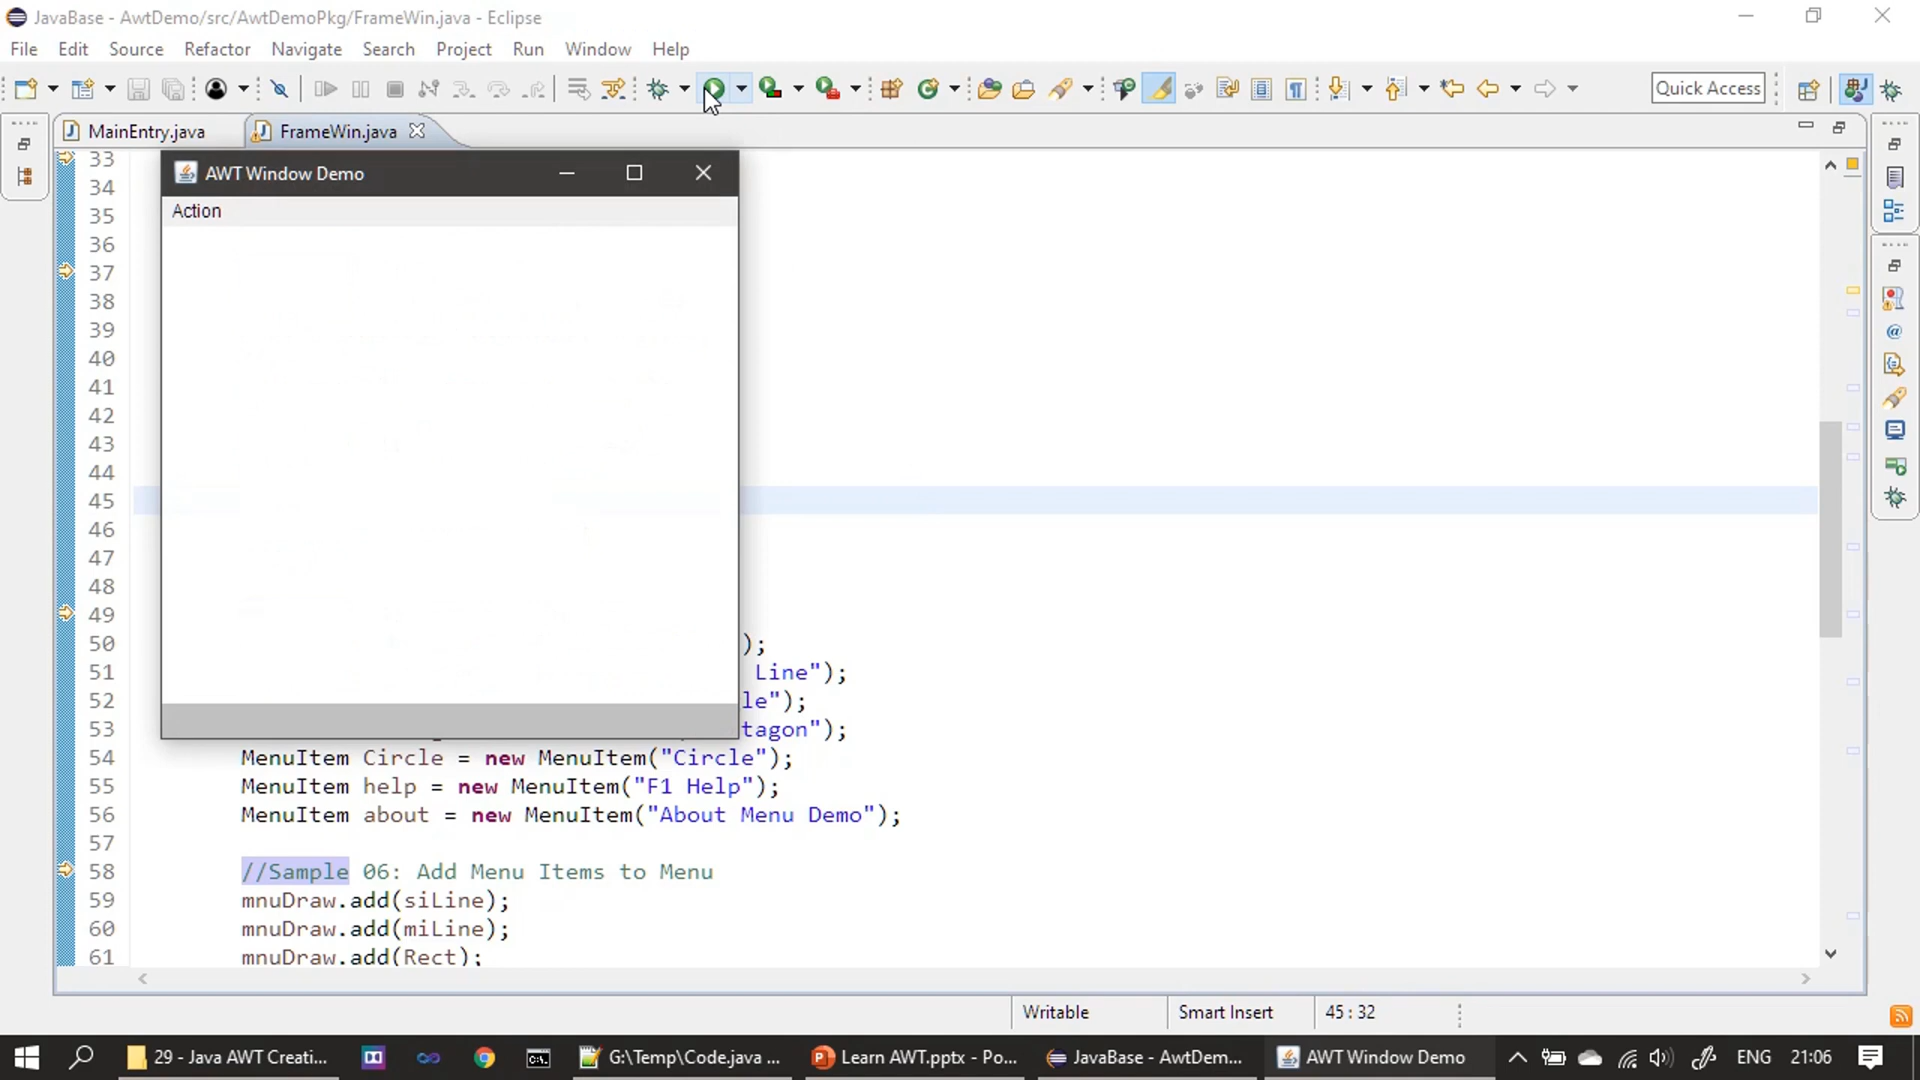 JavaBase - AwtDemo/src/AwtDemoPkg/FrameWin.java - Eclipse
File Edit Source Refactor Navigate Search Project Run Window Help
Quick Access
MainEntry.java FrameWin.java
AWT Window Demo
Action
33
34
35
36
37
38
39
40
41
42
43
44
45
46
47
48
49
50 );
51 Line");
52 le");
53 tagon");
54 MenuItem Circle = new MenuItem("Circle");
55 MenuItem help = new MenuItem("F1 Help");
56 MenuItem about = new MenuItem("About Menu Demo");
57
58 //Sample 06: Add Menu Items to Menu
59 mnuDraw.add(siLine);
60 mnuDraw.add(miLine);
61 mnuDraw.add(Rect);
Writable Smart Insert 45 : 32
29 - Java AWT Creati... G:\Temp\Code.java ... Learn AWT.pptx - Po... JavaBase - AwtDem... AWT Window Demo ENG 21:06